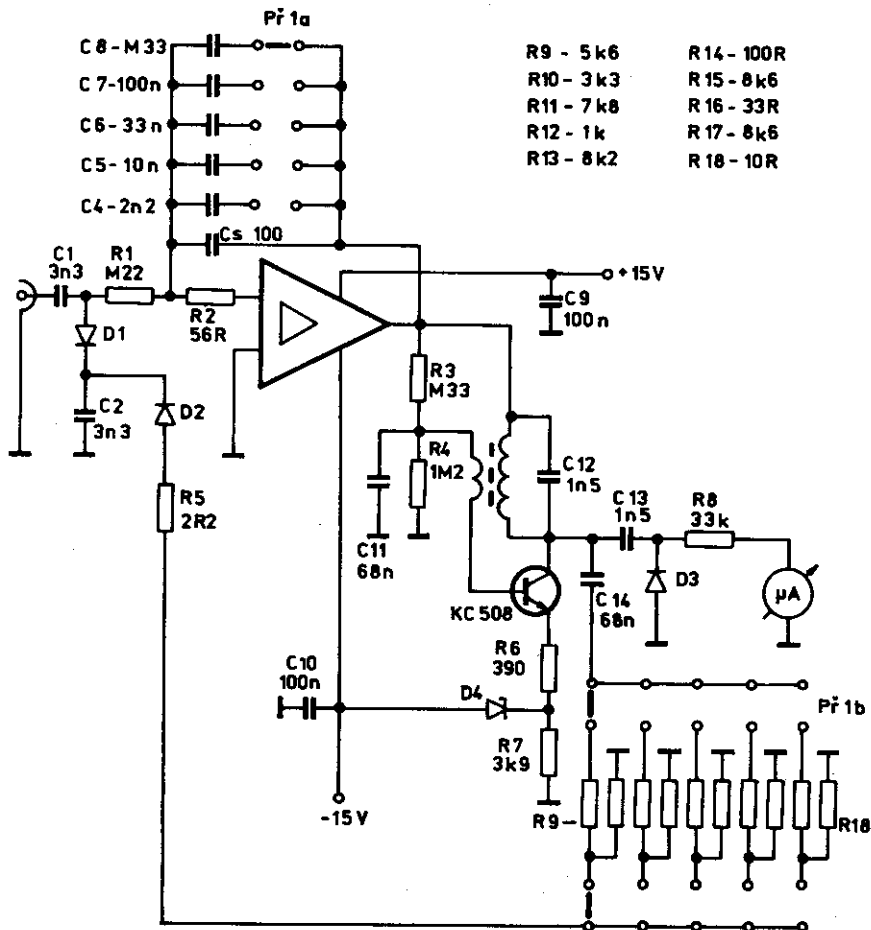 Př 1a
C8-M33
C7-100n
C6-33n
C5-10n
C4-2n2
Cs 100
R9 - 5k6
R10 - 3k3
R11 - 7k8
R12 - 1k
R13 - 8k2
R14 - 100R
R15 - 8k6
R16 - 33R
R17 - 8k6
R18 - 10R
C1
3n3
R1
M22
R2
56R
D1
C2
3n3
D2
R5
2R2
+15V
C9
100n
R3
M33
R4
1M2
C11
68n
C12
1n5
C13
1n5
R8
33k
D3
µA
C14
68n
KC 508
R6
390
C10
100n
D4
R7
3k9
-15V
Př 1b
R9-
R18